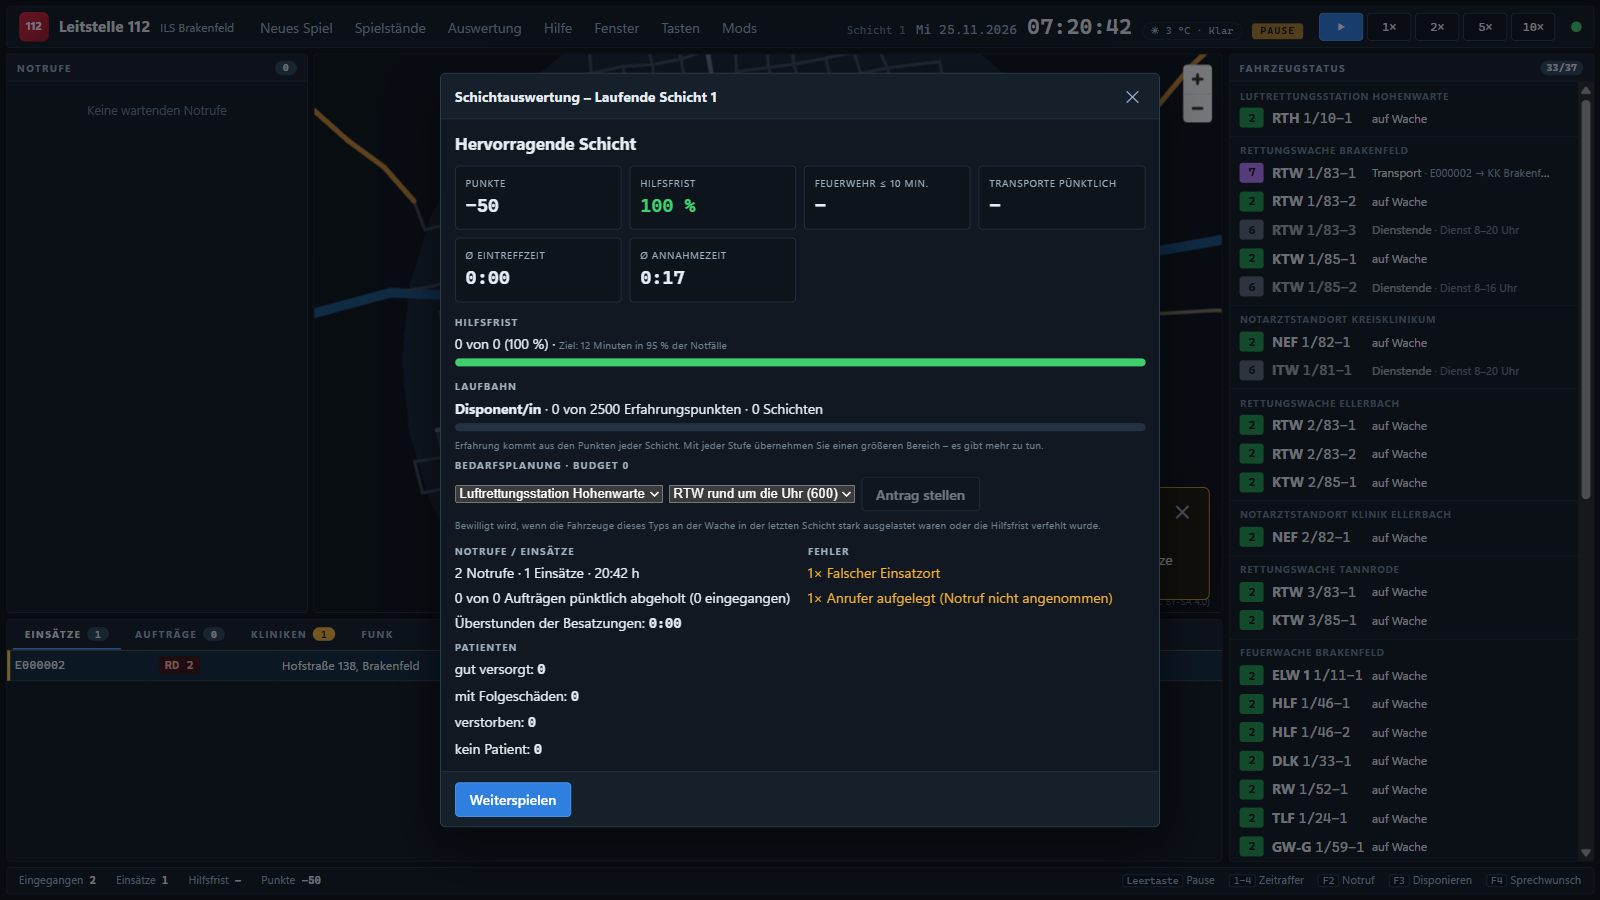 112 Leitstelle 112 ILS Brakenfeld Neues Spiel Spielstände Auswertung Hilfe Fenster Tasten Mods Schicht 1 Mi 25.11.2026 07:20:42 ☀ 3 °C · Klar PAUSE ▶ 1× 2× 5× 10×
NOTRUFE 0
Keine wartenden Notrufe
+
−
Schichtauswertung – Laufende Schicht 1
Hervorragende Schicht
PUNKTE HILFSFRIST FEUERWEHR ≤ 10 MIN. TRANSPORTE PÜNKTLICH
−50 100 % – –
Ø EINTREFFZEIT Ø ANNAHMEZEIT
0:00 0:17
HILFSFRIST
0 von 0 (100 %) · Ziel: 12 Minuten in 95 % der Notfälle
LAUFBAHN
Disponent/in · 0 von 2500 Erfahrungspunkten · 0 Schichten
Erfahrung kommt aus den Punkten jeder Schicht. Mit jeder Stufe übernehmen Sie einen größeren Bereich – es gibt mehr zu tun.
BEDARFSPLANUNG · BUDGET 0
Luftrettungsstation Hohenwarte RTW rund um die Uhr (600) Antrag stellen
Bewilligt wird, wenn die Fahrzeuge dieses Typs an der Wache in der letzten Schicht stark ausgelastet waren oder die Hilfsfrist verfehlt wurde.
NOTRUFE / EINSÄTZE
2 Notrufe · 1 Einsätze · 20:42 h
0 von 0 Aufträgen pünktlich abgeholt (0 eingegangen)
Überstunden der Besatzungen: 0:00
FEHLER
1× Falscher Einsatzort
1× Anrufer aufgelegt (Notruf nicht angenommen)
PATIENTEN
gut versorgt: 0
mit Folgeschäden: 0
verstorben: 0
kein Patient: 0
Weiterspielen
ze
BY-SA 4.0)
FAHRZEUGSTATUS 33/37
LUFTRETTUNGSSTATION HOHENWARTE
2 RTH 1/10-1 auf Wache
RETTUNGSWACHE BRAKENFELD
7 RTW 1/83-1 Transport · E000002 → KK Brakenf...
2 RTW 1/83-2 auf Wache
6 RTW 1/83-3 Dienstende · Dienst 8–20 Uhr
2 KTW 1/85-1 auf Wache
6 KTW 1/85-2 Dienstende · Dienst 8–16 Uhr
NOTARZTSTANDORT KREISKLINIKUM
2 NEF 1/82-1 auf Wache
6 ITW 1/81-1 Dienstende · Dienst 8–20 Uhr
RETTUNGSWACHE ELLERBACH
2 RTW 2/83-1 auf Wache
2 RTW 2/83-2 auf Wache
2 KTW 2/85-1 auf Wache
NOTARZTSTANDORT KLINIK ELLERBACH
2 NEF 2/82-1 auf Wache
RETTUNGSWACHE TANNRODE
2 RTW 3/83-1 auf Wache
2 KTW 3/85-1 auf Wache
FEUERWACHE BRAKENFELD
2 ELW 1 1/11-1 auf Wache
2 HLF 1/46-1 auf Wache
2 HLF 1/46-2 auf Wache
2 DLK 1/33-1 auf Wache
2 RW 1/52-1 auf Wache
2 TLF 1/24-1 auf Wache
2 GW-G 1/59-1 auf Wache
EINSÄTZE 1 AUFTRÄGE 0 KLINIKEN 1 FUNK
E000002 RD 2 Hofstraße 138, Brakenfeld
Eingegangen 2 Einsätze 1 Hilfsfrist – Punkte −50 Leertaste Pause 1–4 Zeitraffer F2 Notruf F3 Disponieren F4 Sprechwunsch